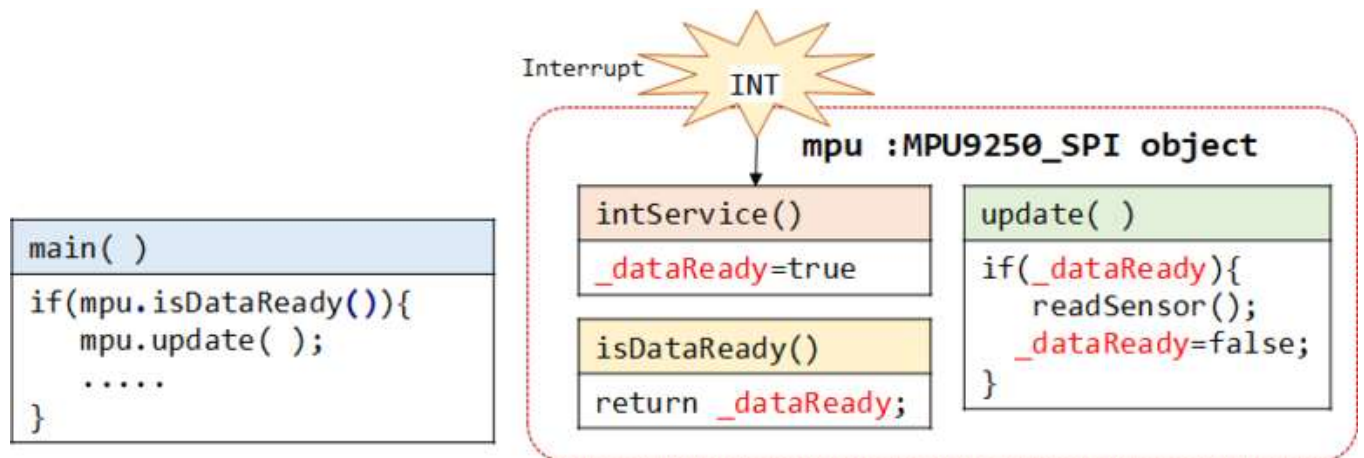 Interrupt
INT
mpu :MPU9250_SPI object
main( )
if(mpu.isDataReady()){
mpu.update( );
.....
}
intService()
_dataReady=true
isDataReady()
return _dataReady;
update( )
if(_dataReady){
readSensor();
_dataReady=false;
}